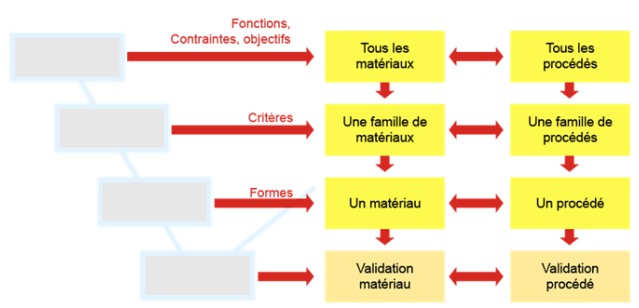 Fonctions,
Contraintes, objectifs
Tous les
matériaux
Tous les
procédés
Critères
Une famille de
matériaux
Une famille de
procédés
Formes
Un matériau
Un procédé
Validation
matériau
Validation
procédé